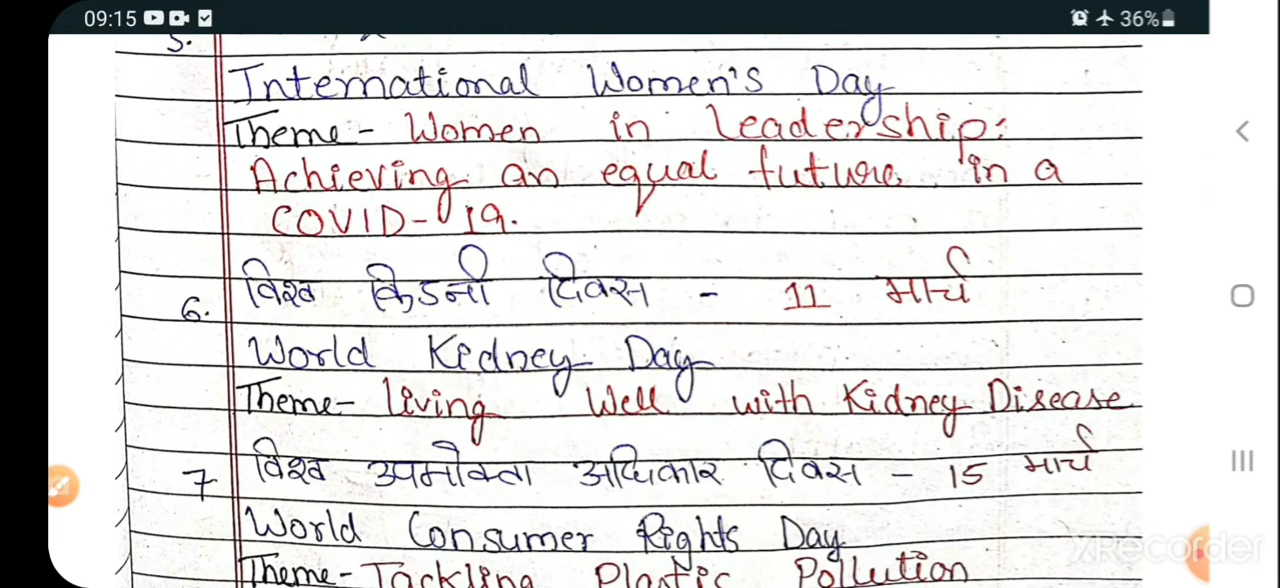 09:15
36%
5.
International Women's Day
Theme - Women in leadership:
Achieving an equal future in a
COVID-19.
6. विश्व किडनी दिवस - 11 मार्च
World Kidney Day
Theme - living Well with Kidney Disease
7 विश्व उपभोक्ता अधिकार दिवस - 15 मार्च
World Consumer Rights Day
Theme - Tackling Plastic Pollution
XRecorder